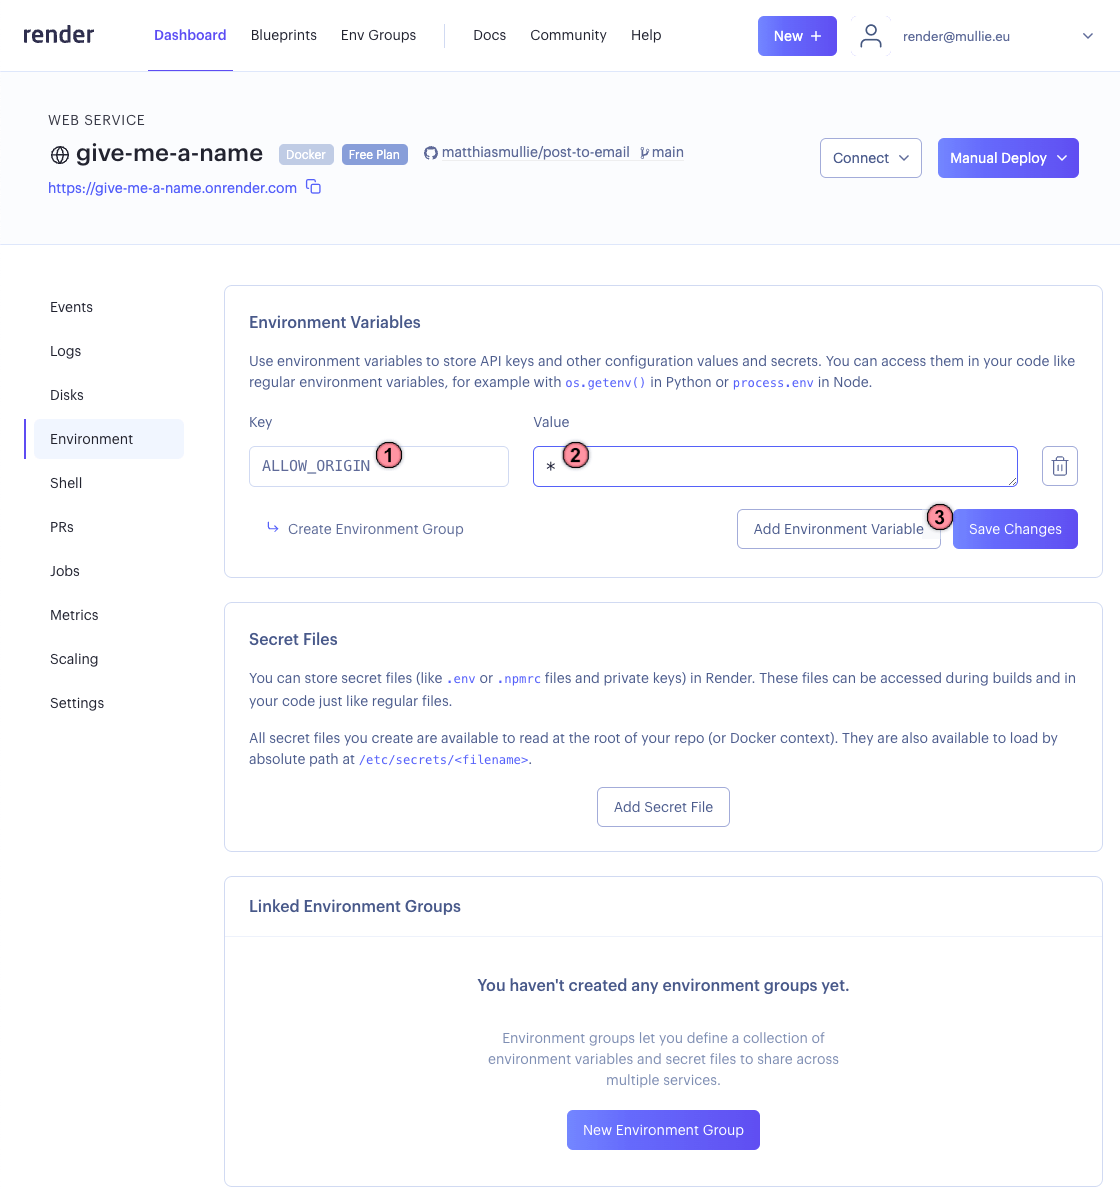 render
Dashboard Blueprints Env Groups Docs Community Help New + render@mullie.eu
WEB SERVICE
give-me-a-name Docker Free Plan matthiasmullie/post-to-email main
https://give-me-a-name.onrender.com
Connect Manual Deploy
Events
Logs
Disks
Environment
Shell
PRs
Jobs
Metrics
Scaling
Settings
Environment Variables
Use environment variables to store API keys and other configuration values and secrets. You can access them in your code like
regular environment variables, for example with os.getenv() in Python or process.env in Node.
Key Value
ALLOW_ORIGIN 1 * 2
Create Environment Group Add Environment Variable 3 Save Changes
Secret Files
You can store secret files (like .env or .npmrc files and private keys) in Render. These files can be accessed during builds and in
your code just like regular files.
All secret files you create are available to read at the root of your repo (or Docker context). They are also available to load by
absolute path at /etc/secrets/<filename>.
Add Secret File
Linked Environment Groups
You haven't created any environment groups yet.
Environment groups let you define a collection of
environment variables and secret files to share across
multiple services.
New Environment Group